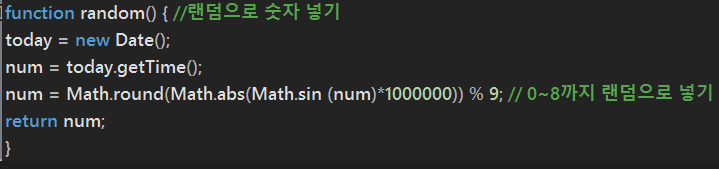 function random() { //랜덤으로 숫자 넣기
today = new Date();
num = today.getTime();
num = Math.round(Math.abs(Math.sin (num)*1000000)) % 9; // 0~8까지 랜덤으로 넣기
return num;
}